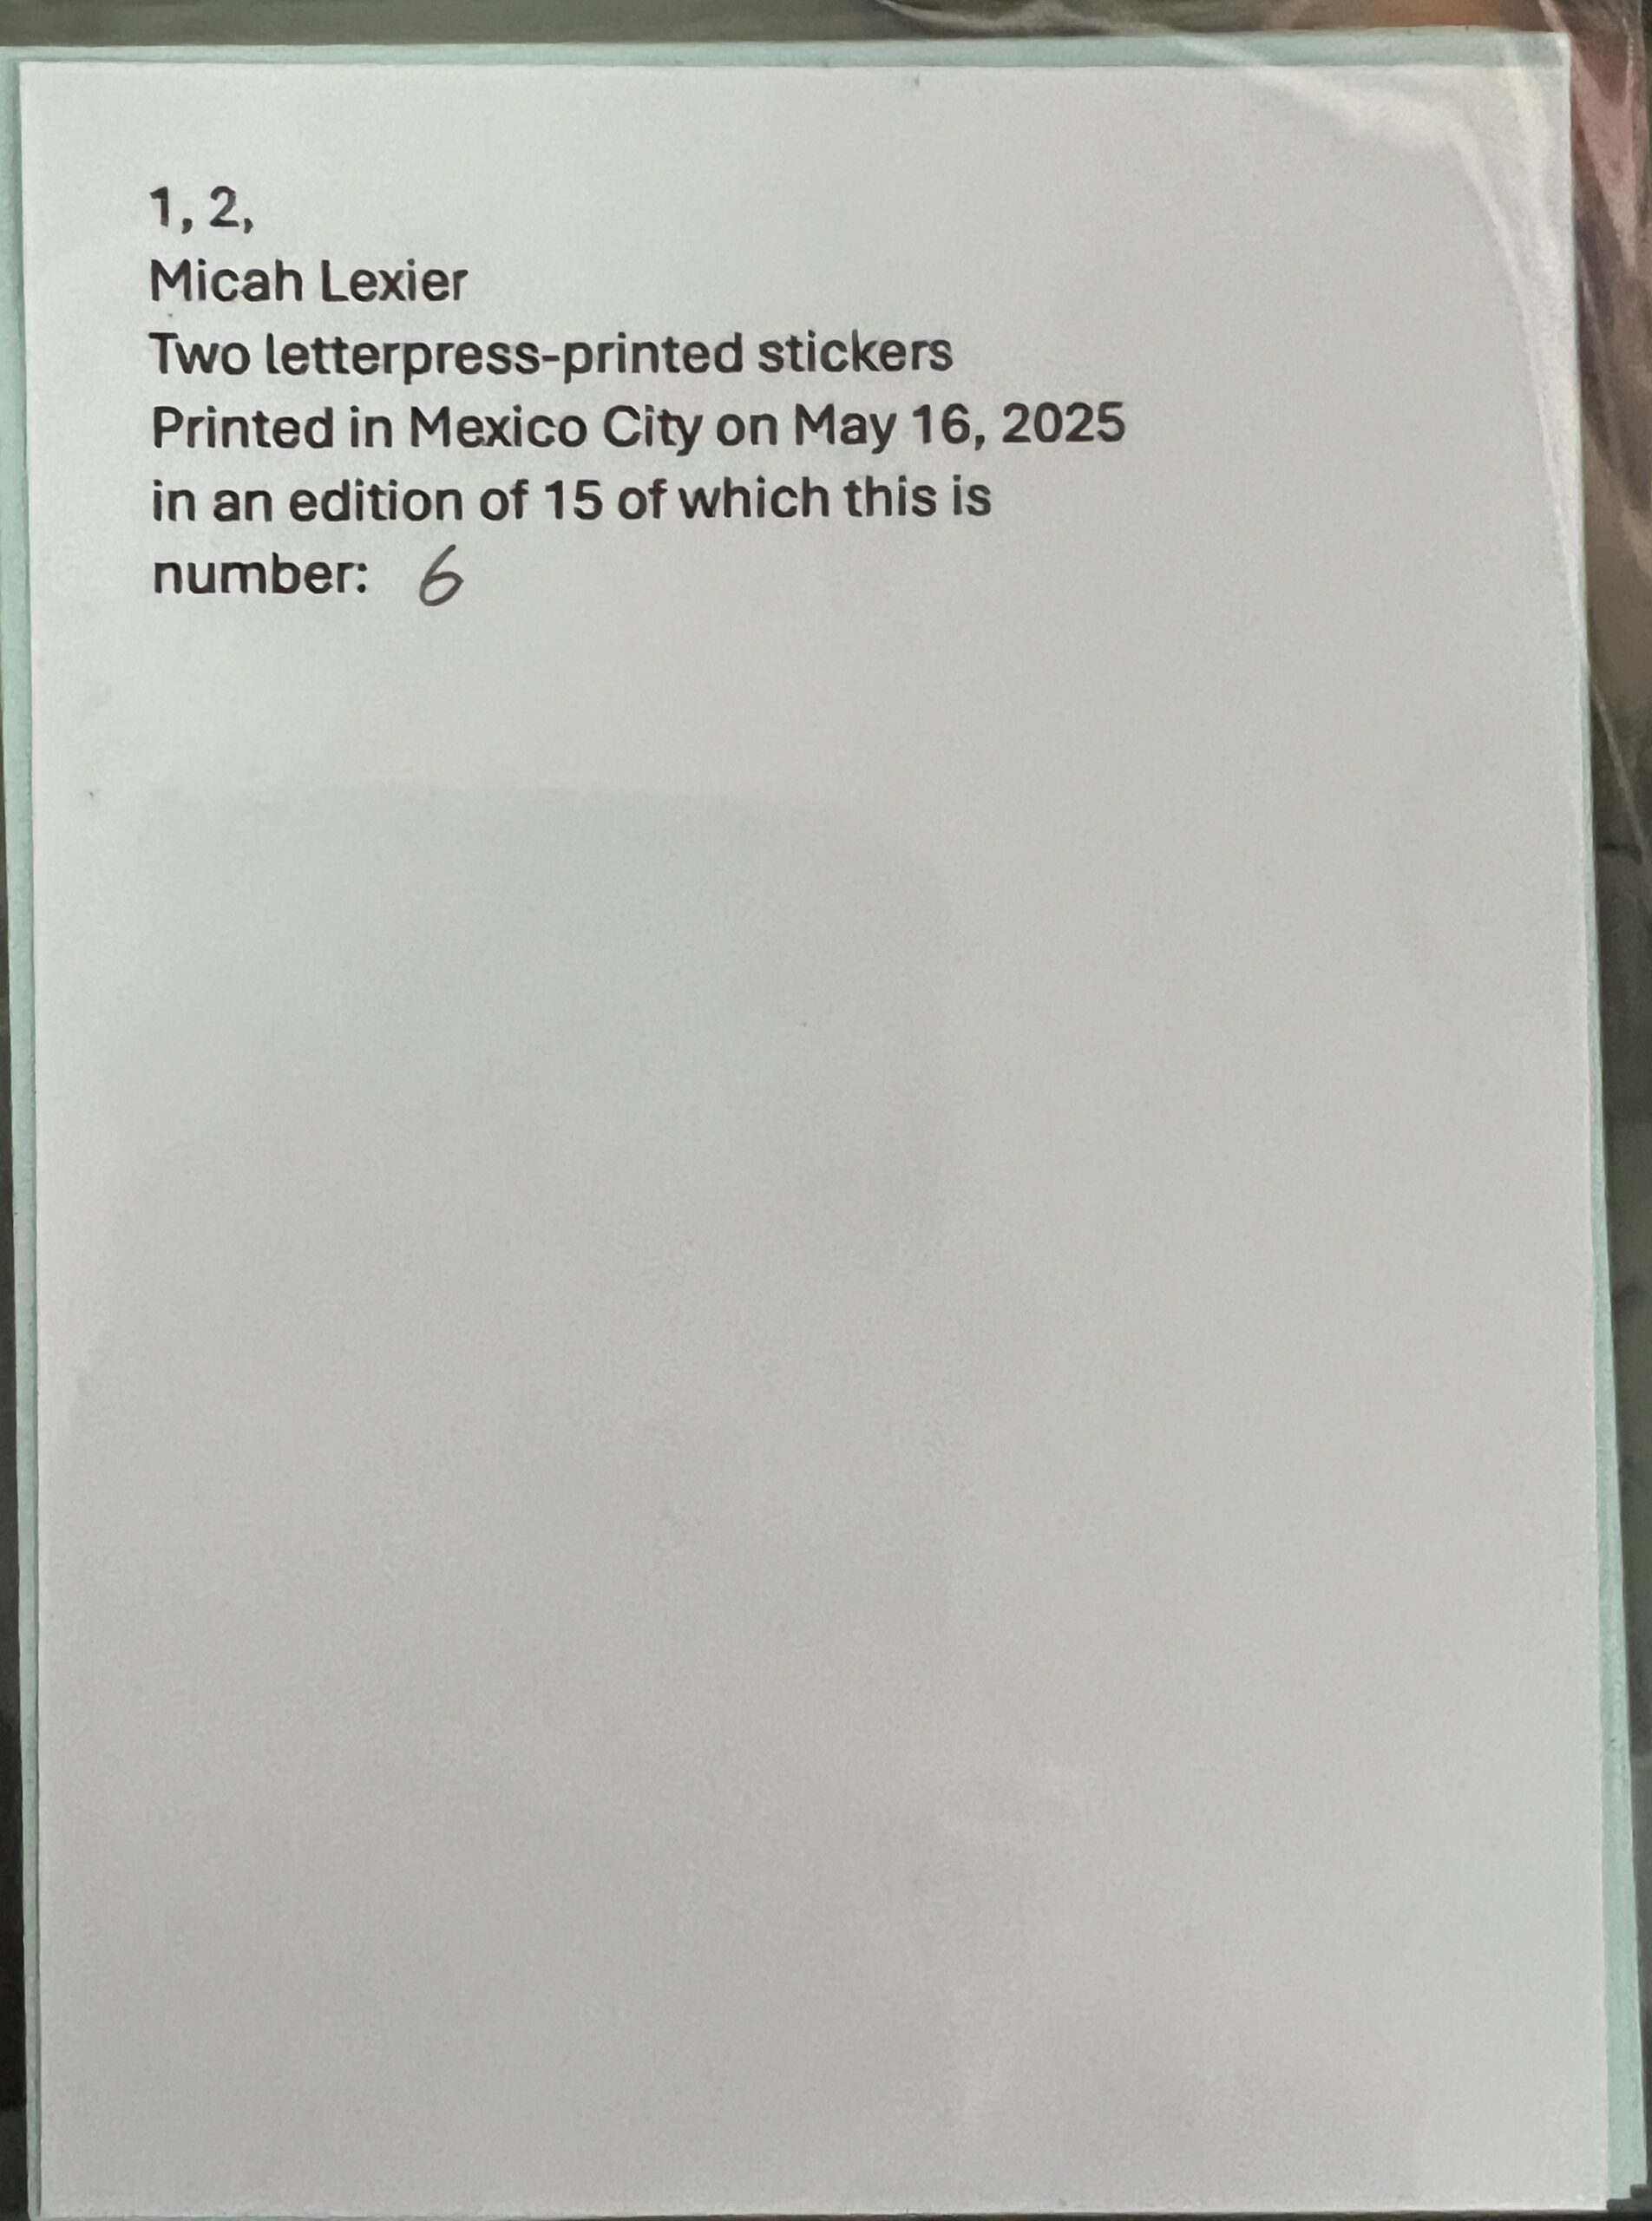 1, 2,
Micah Lexier
Two letterpress-printed stickers
Printed in Mexico City on May 16, 2025
in an edition of 15 of which this is
number: 6